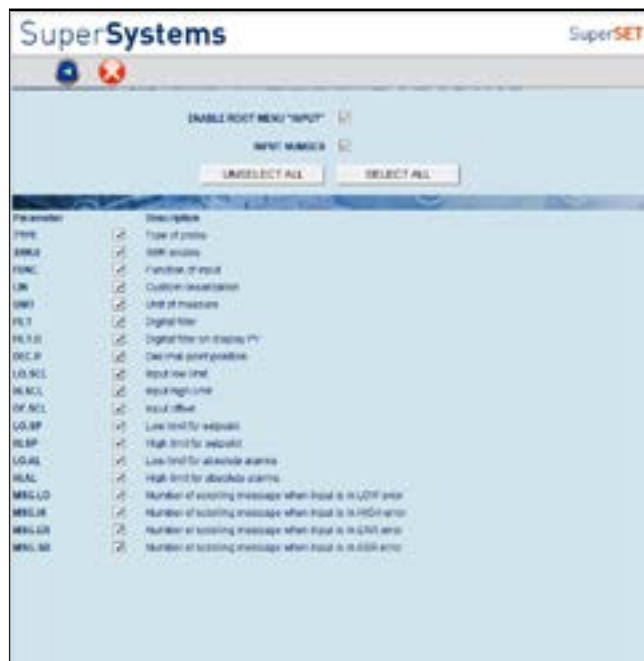 SuperSystems
SuperSET
ENABLE ROOT MENU "INPUT"
INPUT NUMBER
UNSELECT ALL
SELECT ALL
Parameter Description
TYPE Type of probe
FUNC. Function of input
LIN Custom linearization
UNIT Unit of measure
FILT Digital filter
FILT.D Digital filter on display PV
DEC.P Decimal point position
LO.SCL Input low limit
HI.SCL Input high limit
OF.SCL Input offset
LO.SP Low limit for setpoint
HI.SP High limit for setpoint
LO.AL Low limit for absolute alarms
HI.AL High limit for absolute alarms
MSG.LO Number of scrolling message when input is in LOW error
MSG.HI Number of scrolling message when input is in HIGH error
MSG.ER Number of scrolling message when input is in ERR error
Number of scrolling message when input is in error